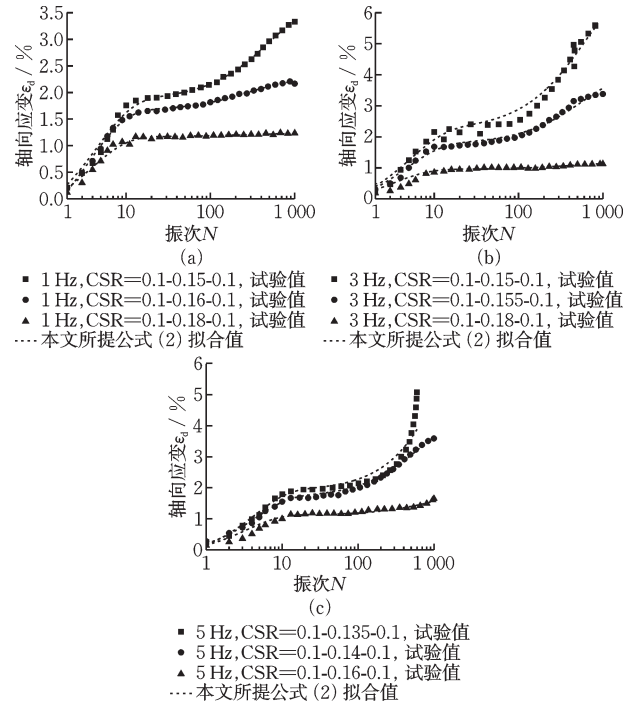 3.5
3.0
2.5
2.0
1.5
1.0
0.5
0.0
轴向应变εd / %
1 10 100 1 000
振次N
(a)
■ 1 Hz,CSR=0.1-0.15-0.1, 试验值
● 1 Hz,CSR=0.1-0.16-0.1, 试验值
▲ 1 Hz,CSR=0.1-0.18-0.1, 试验值
本文所提公式(2) 拟合值
6
5
4
3
2
1
0
轴向应变εd / %
1 10 100 1 000
振次N
(b)
■ 3 Hz,CSR=0.1-0.15-0.1, 试验值
● 3 Hz,CSR=0.1-0.155-0.1, 试验值
▲ 3 Hz,CSR=0.1-0.18-0.1, 试验值
本文所提公式(2) 拟合值
6
5
4
3
2
1
0
轴向应变εd / %
1 10 100 1 000
振次N
(c)
■ 5 Hz,CSR=0.1-0.135-0.1, 试验值
● 5 Hz,CSR=0.1-0.14-0.1, 试验值
▲ 5 Hz,CSR=0.1-0.16-0.1, 试验值
本文所提公式(2) 拟合值